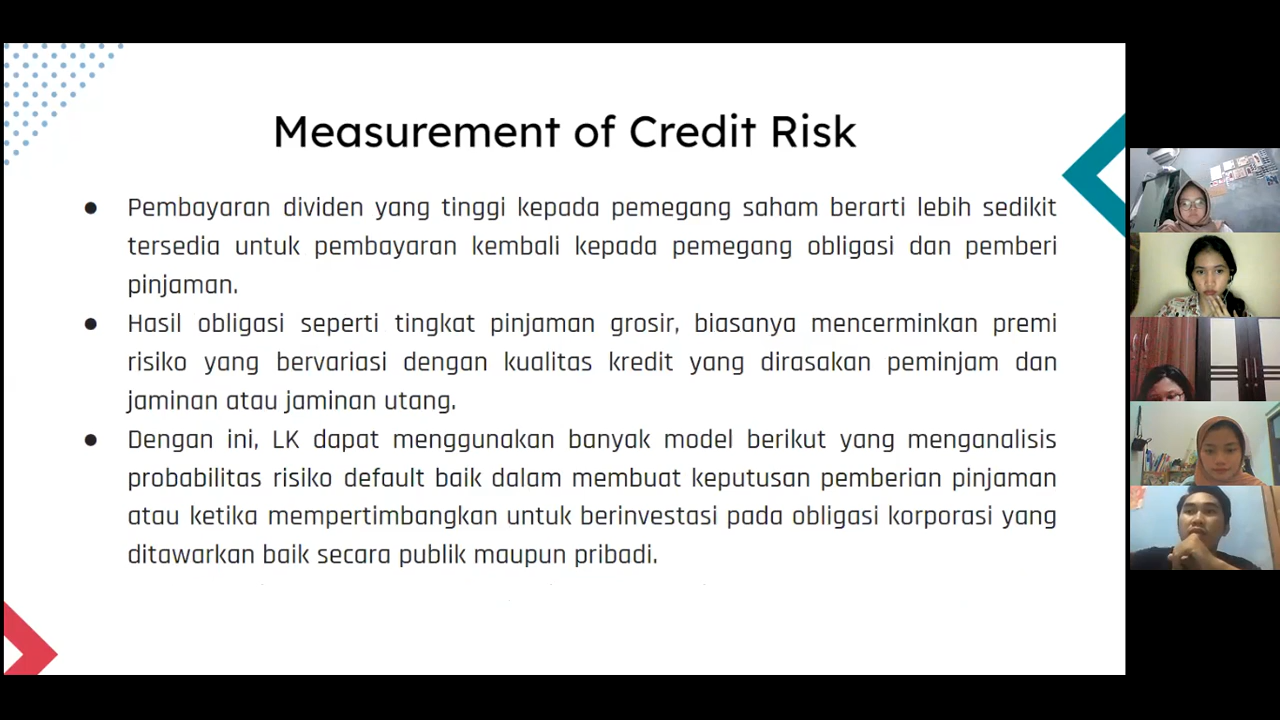 Measurement of Credit Risk
● Pembayaran dividen yang tinggi kepada pemegang saham berarti lebih sedikit
tersedia untuk pembayaran kembali kepada pemegang obligasi dan pemberi
pinjaman.
● Hasil obligasi seperti tingkat pinjaman grosir, biasanya mencerminkan premi
risiko yang bervariasi dengan kualitas kredit yang dirasakan peminjam dan
jaminan atau jaminan utang.
● Dengan ini, LK dapat menggunakan banyak model berikut yang menganalisis
probabilitas risiko default baik dalam membuat keputusan pemberian pinjaman
atau ketika mempertimbangkan untuk berinvestasi pada obligasi korporasi yang
ditawarkan baik secara publik maupun pribadi.